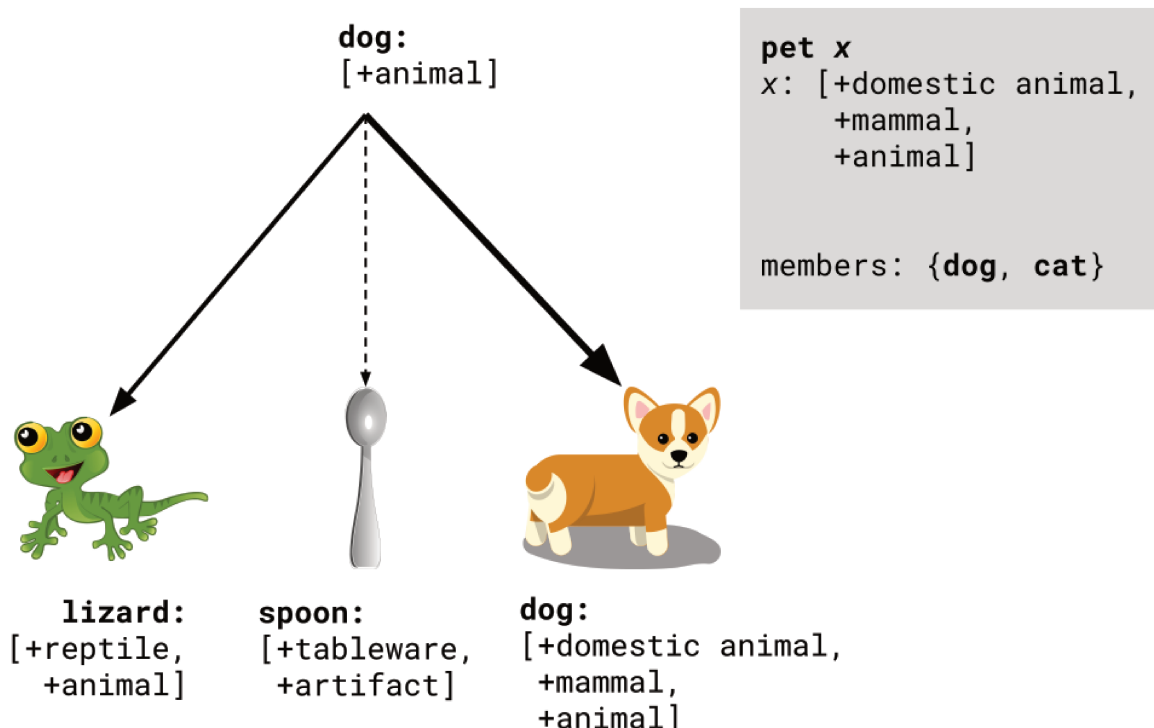 dog:
[+animal]
pet x
x: [+domestic animal,
+mammal,
+animal]
members: {dog, cat}
lizard:
[+reptile,
+animal]
spoon:
[+tableware,
+artifact]
dog:
[+domestic animal,
+mammal,
+animal]